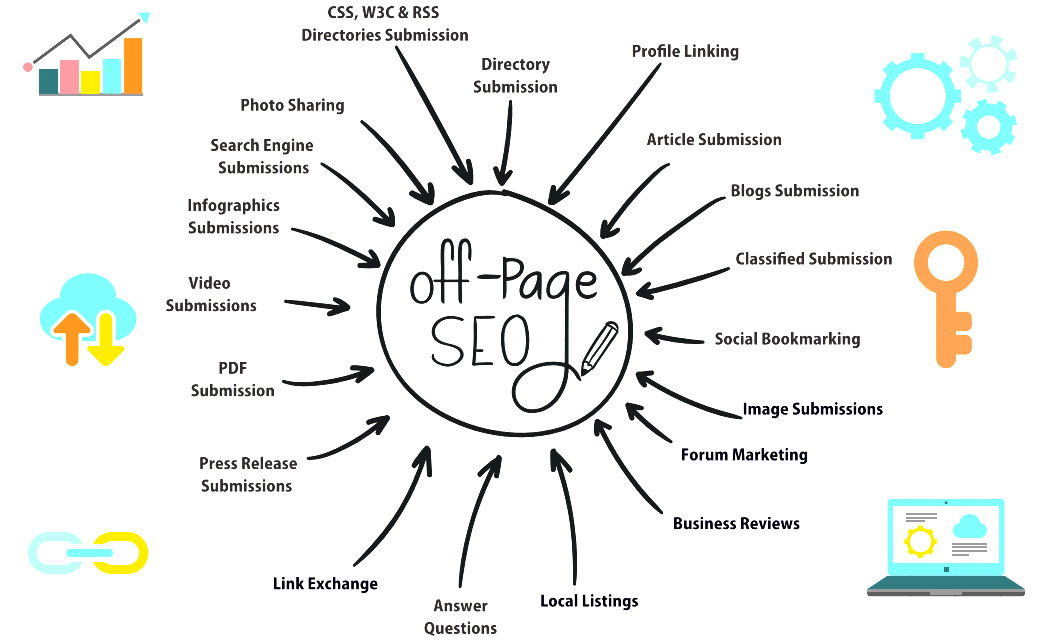 CSS, W3C & RSS
Directories Submission
Directory
Submission
Profile Linking
Photo Sharing
Article Submission
Search Engine
Submissions
Blogs Submission
Infographics
Submissions
Classified Submission
off-Page
SEO
Video
Submissions
Social Bookmarking
PDF
Submission
Image Submissions
Forum Marketing
Press Release
Submissions
Business Reviews
Link Exchange
Answer
Questions
Local Listings